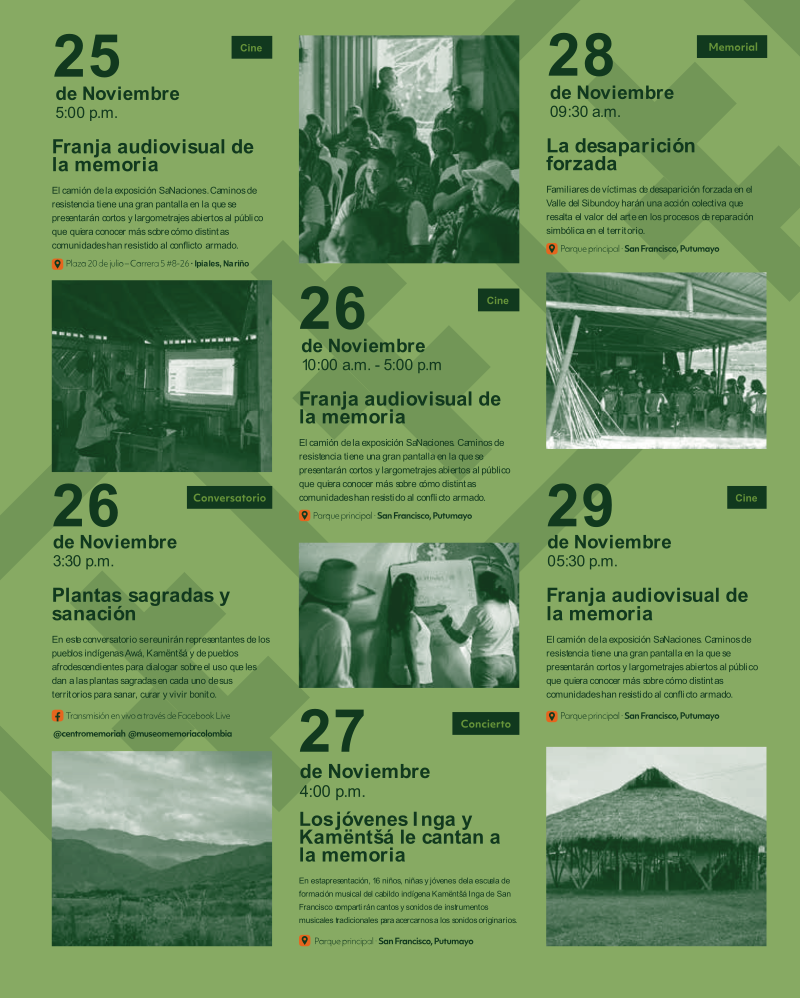 25
Cine
de Noviembre
5:00 p.m.
Franja audiovisual de
la memoria
El camión de la exposición SaNaciones. Caminos de
resistencia tiene una gran pantalla en la que se
presentarán cortos y largometrajes abiertos al público
que quiera conocer más sobre cómo distintas
comunidades han resistido al conflicto armado.
Plaza 20 de julio – Carrera 5 #8-26 · Ipiales, Nariño
26
Conversatorio
de Noviembre
3:30 p.m.
Plantas sagradas y
sanación
En este conversatorio se reunirán representantes de los
pueblos indígenas Awá, Kamëntšá y de pueblos
afrodescendientes para dialogar sobre el uso que les
dan a las plantas sagradas en cada uno de sus
territorios para sanar, curar y vivir bonito.
Transmisión en vivo a través de Facebook Live
@centromemoriah @museomemoriacolombia
26
Cine
de Noviembre
10:00 a.m. - 5:00 p.m
Franja audiovisual de
la memoria
El camión de la exposición SaNaciones. Caminos de
resistencia tiene una gran pantalla en la que se
presentarán cortos y largometrajes abiertos al público
que quiera conocer más sobre cómo distintas
comunidades han resistido al conflicto armado.
Parque principal · San Francisco, Putumayo
27
Concierto
de Noviembre
4:00 p.m.
Los jóvenes Inga y
Kamëntšá le cantan a
la memoria
En esta presentación, 16 niños, niñas y jóvenes de la escuela de
formación musical del cabildo indígena Kamëntšá Inga de San
Francisco compartirán cantos y sonidos de instrumentos
musicales tradicionales para acercarnos a los sonidos originarios.
Parque principal · San Francisco, Putumayo
28
Memorial
de Noviembre
09:30 a.m.
La desaparición
forzada
Familiares de víctimas de desaparición forzada en el
Valle del Sibundoy harán una acción colectiva que
resalta el valor del arte en los procesos de reparación
simbólica en el territorio.
Parque principal · San Francisco, Putumayo
29
Cine
de Noviembre
05:30 p.m.
Franja audiovisual de
la memoria
El camión de la exposición SaNaciones. Caminos de
resistencia tiene una gran pantalla en la que se
presentarán cortos y largometrajes abiertos al público
que quiera conocer más sobre cómo distintas
comunidades han resistido al conflicto armado.
Parque principal · San Francisco, Putumayo